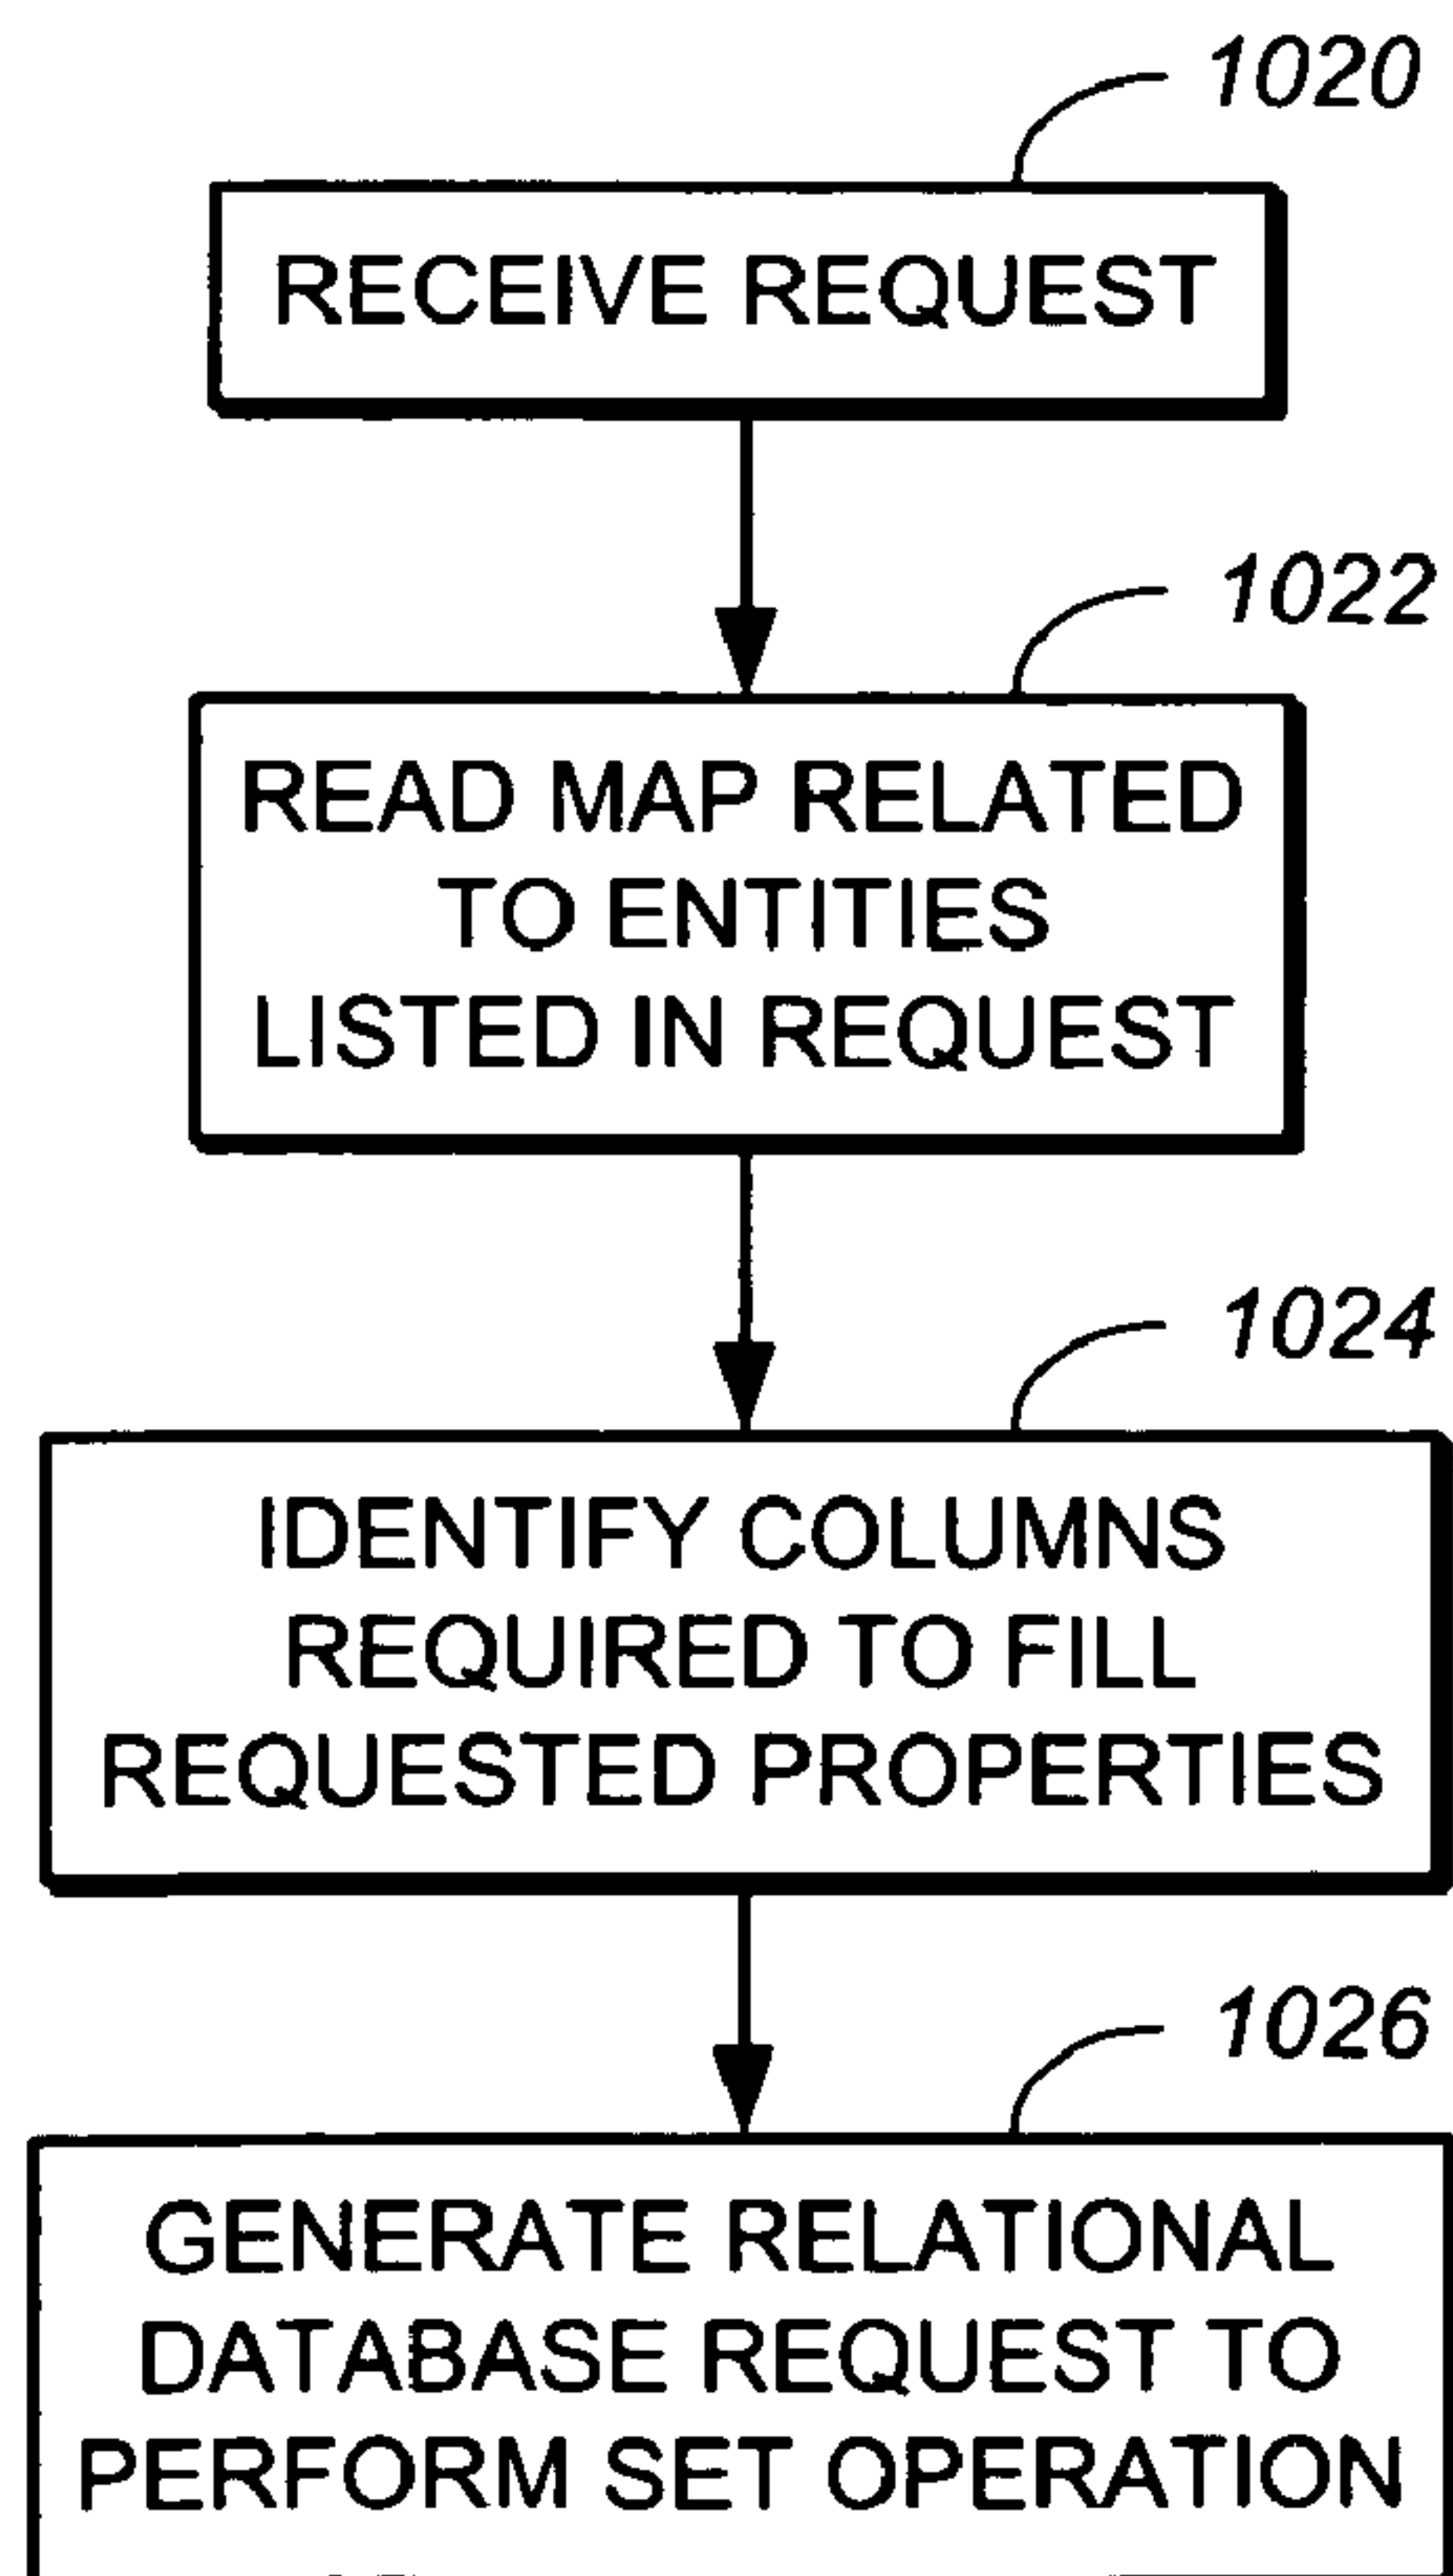 1020
RECEIVE REQUEST
1022
READ MAP RELATED
TO ENTITIES
LISTED IN REQUEST
1024
IDENTIFY COLUMNS
REQUIRED TO FILL
REQUESTED PROPERTIES
1026
GENERATE RELATIONAL
DATABASE REQUEST TO
PERFORM SET OPERATION